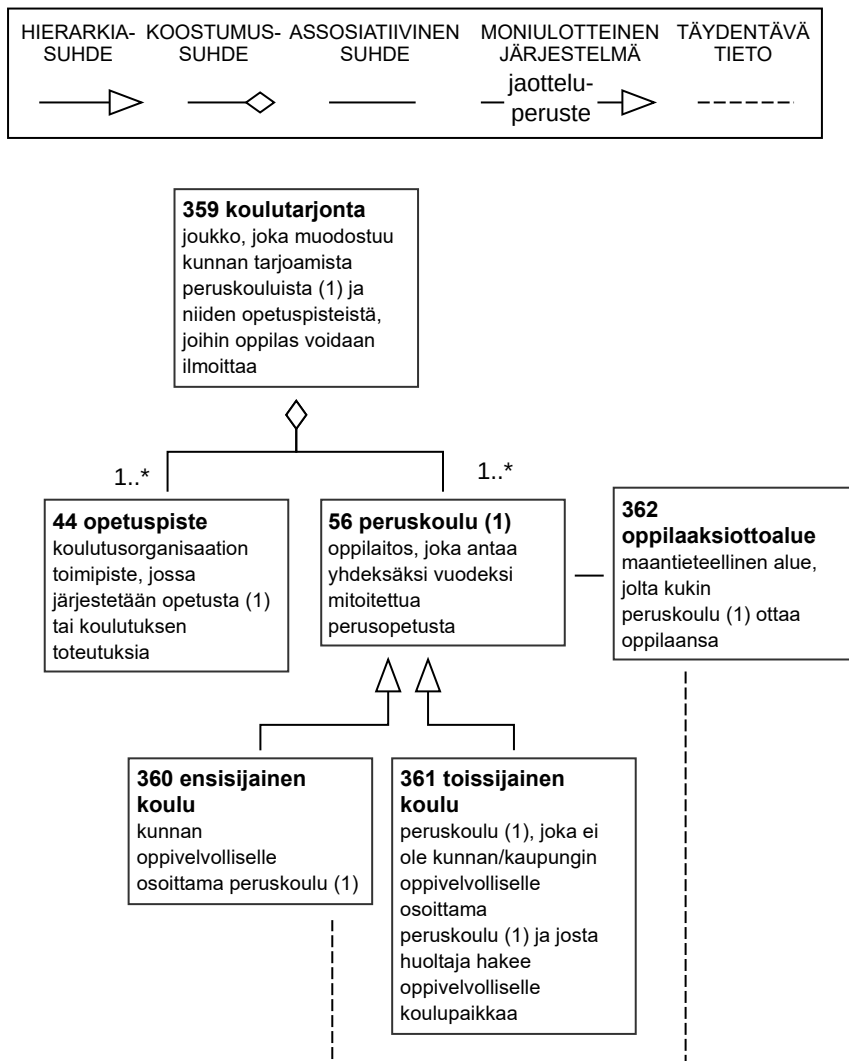 HIERARKIA-
SUHDE
KOOSTUMUS-
SUHDE
ASSOSIATIIVINEN
SUHDE
MONIULOTTEINEN
JÄRJESTELMÄ
jaottelu-
peruste
TÄYDENTÄVÄ
TIETO
359 koulutarjonta
joukko, joka muodostuu
kunnan tarjoamista
peruskouluista (1) ja
niiden opetuspisteistä,
joihin oppilas voidaan
ilmoittaa
1..*
1..*
44 opetuspiste
koulutusorganisaation
toimipiste, jossa
järjestetään opetusta (1)
tai koulutuksen
toteutuksia
56 peruskoulu (1)
oppilaitos, joka antaa
yhdeksäksi vuodeksi
mitoitettua
perusopetusta
362
oppilaaksiottoalue
maantieteellinen alue,
jolta kukin
peruskoulu (1) ottaa
oppilaansa
360 ensisijainen
koulu
kunnan
oppivelvolliselle
osoittama peruskoulu (1)
361 toissijainen
koulu
peruskoulu (1), joka ei
ole kunnan/kaupungin
oppivelvolliselle
osoittama
peruskoulu (1) ja josta
huoltaja hakee
oppivelvolliselle
koulupaikkaa